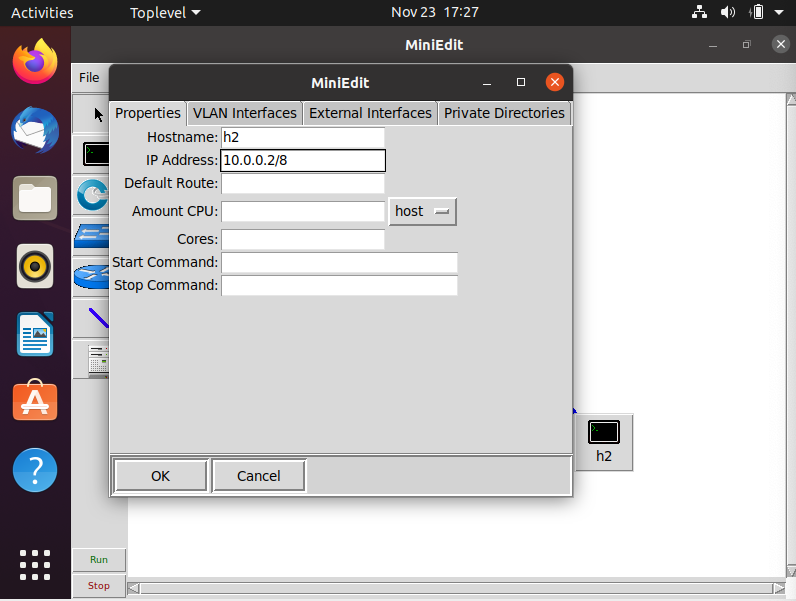 Activities Toplevel Nov 23 17:27
MiniEdit
File
MiniEdit
Properties VLAN Interfaces External Interfaces Private Directories
Hostname: h2
IP Address: 10.0.0.2/8
Default Route:
Amount CPU: host
Cores:
Start Command:
Stop Command:
h2
OK Cancel
Run
Stop